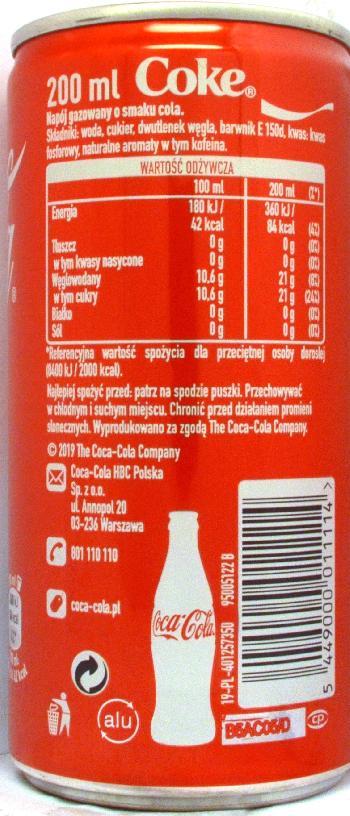 200 ml Coke®
Napój gazowany o smaku cola.
Składniki: woda, cukier, dwutlenek węgla, barwnik E 150d, kwas: kwas
fosforowy, naturalne aromaty w tym kofeina.
WARTOŚĆ ODŻYWCZA
100 ml 200 ml (%*)
Energia 180 kJ / 360 kJ /
42 kcal 84 kcal (4%)
Tłuszcz 0 g 0 g (0%)
w tym kwasy nasycone 0 g 0 g (0%)
Węglowodany 10,6 g 21 g (8%)
w tym cukry 10,6 g 21 g (24%)
Białko 0 g 0 g (0%)
Sól 0 g 0 g (0%)
*Referencyjna wartość spożycia dla przeciętnej osoby dorosłej
(8400 kJ / 2000 kcal).
Najlepiej spożyć przed: patrz na spodzie puszki. Przechowywać
w chłodnym i suchym miejscu. Chronić przed działaniem promieni
słonecznych. Wyprodukowano za zgodą The Coca-Cola Company.
© 2019 The Coca-Cola Company
Coca-Cola HBC Polska
Sp. z o.o.
ul. Annopol 20
03-236 Warszawa
801 110 110
coca-cola.pl
Coca-Cola
alu
19-PL-401257350 95005122 B
5 449000 011114 >
CP